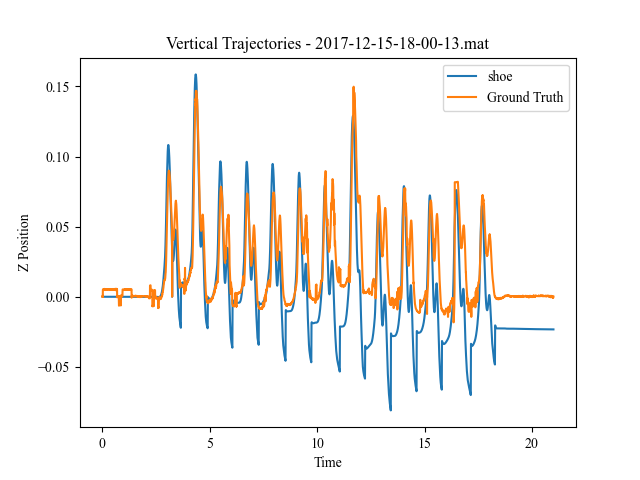 Vertical Trajectories - 2017-12-15-18-00-13.mat
shoe
Ground Truth
0.15
0.10
0.05
0.00
−0.05
Z Position
0
5
10
15
20
Time